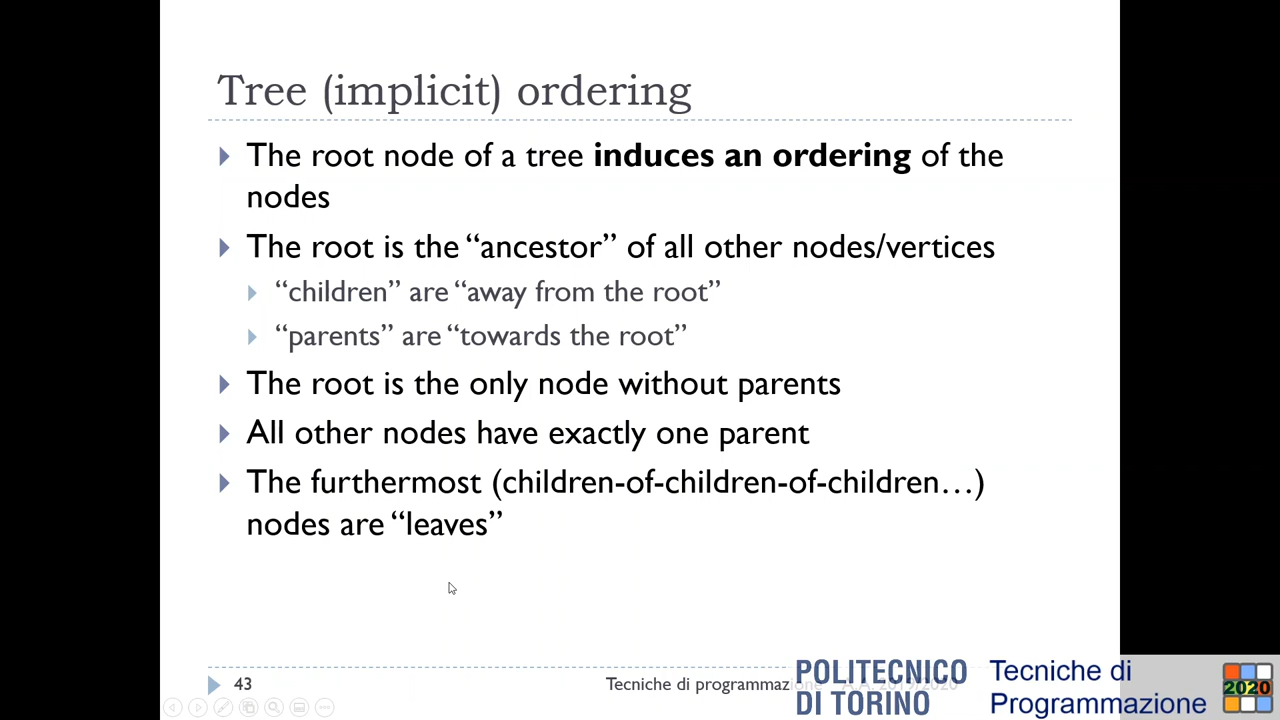 Tree (implicit) ordering
The root node of a tree induces an ordering of the
nodes
The root is the “ancestor” of all other nodes/vertices
“children” are “away from the root”
“parents” are “towards the root”
The root is the only node without parents
All other nodes have exactly one parent
The furthermost (children-of-children-of-children…)
nodes are “leaves”
43
Tecniche di programmazione A.A. 2019/2020
POLITECNICO
DI TORINO
Tecniche di
Programmazione
2020